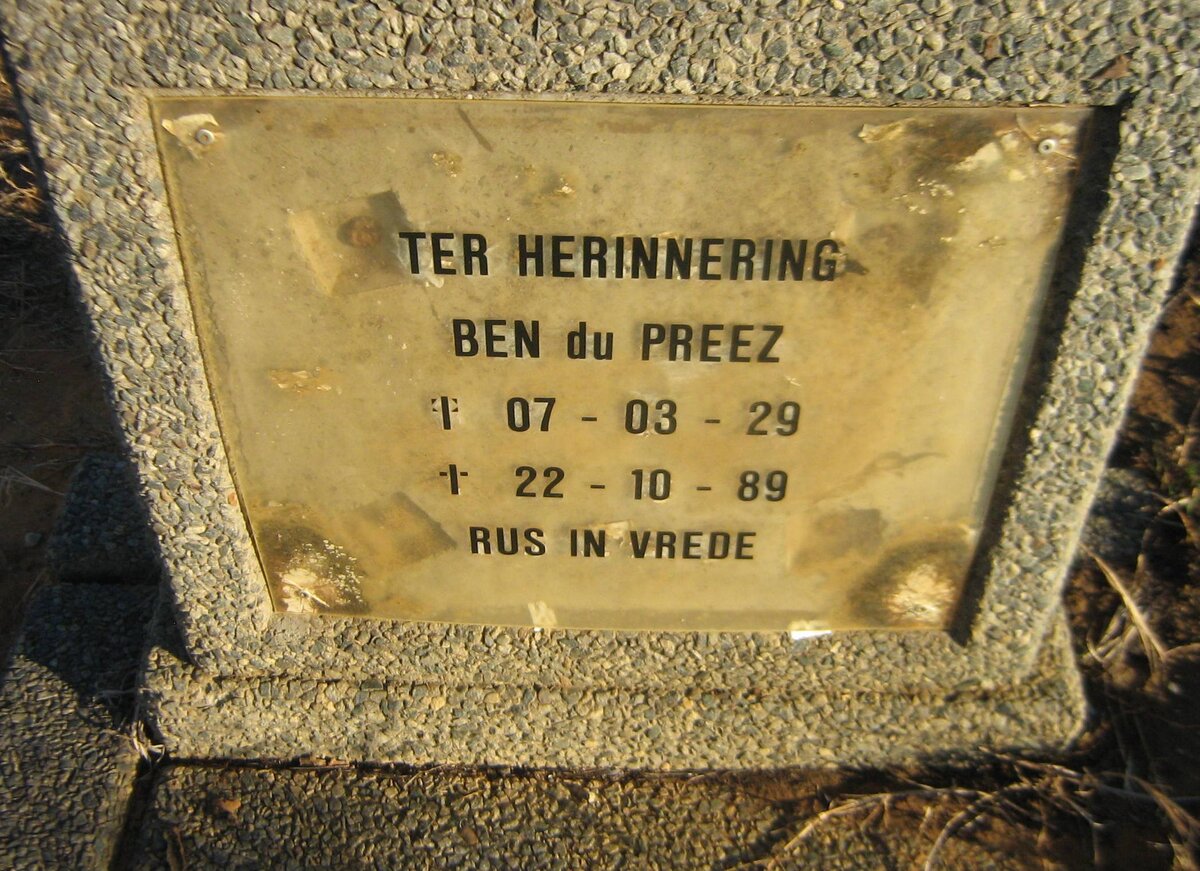 TER HERINNERING
BEN du PREEZ
07 - 03 - 29
✝ 22 - 10 - 89
RUS IN VREDE